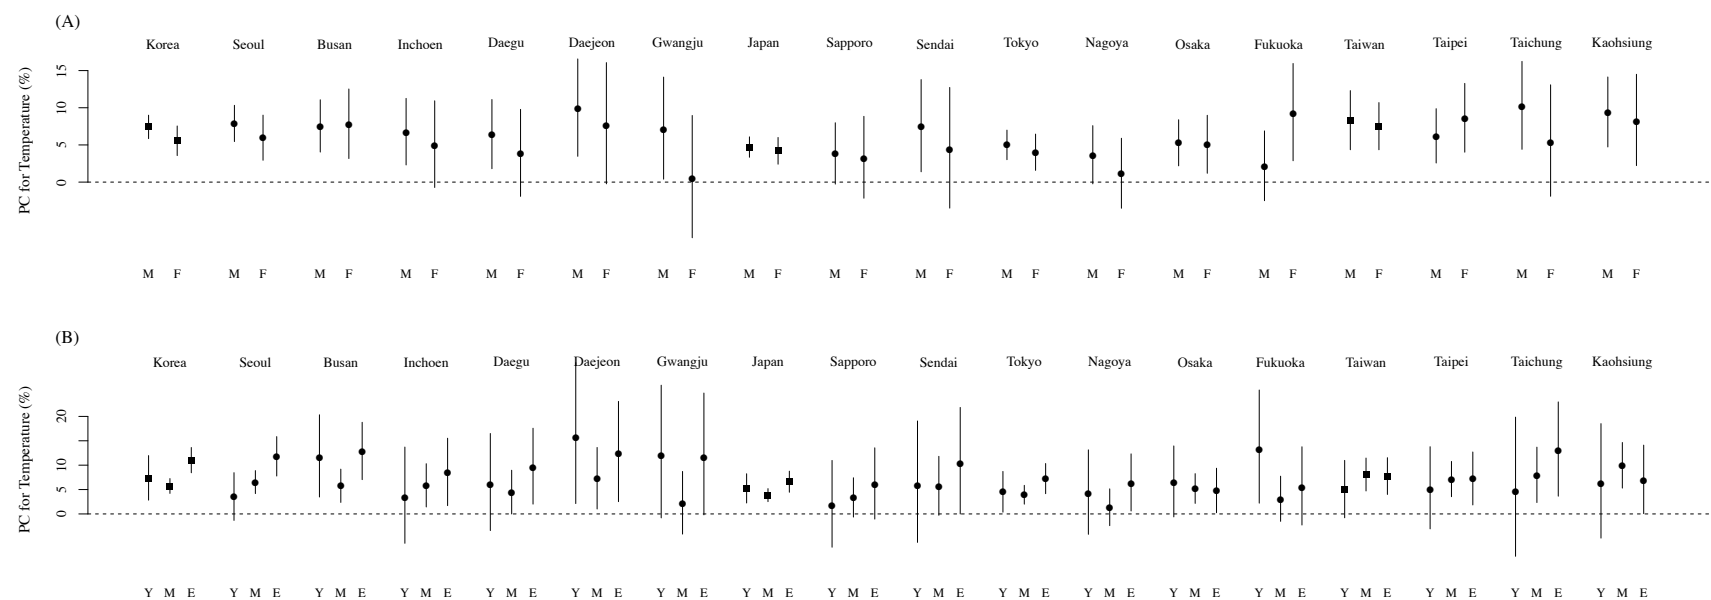 (A)
Korea Seoul Busan Inchoen Daegu Daejeon Gwangju Japan Sapporo Sendai Tokyo Nagoya Osaka Fukuoka Taiwan Taipei Taichung Kaohsiung
PC for Temperature (%)
15
10
5
0
M F M F M F M F M F M F M F M F M F M F M F M F M F M F M F M F M F M F
(B)
Korea Seoul Busan Inchoen Daegu Daejeon Gwangju Japan Sapporo Sendai Tokyo Nagoya Osaka Fukuoka Taiwan Taipei Taichung Kaohsiung
PC for Temperature (%)
20
10
5
0
Y M E Y M E Y M E Y M E Y M E Y M E Y M E Y M E Y M E Y M E Y M E Y M E Y M E Y M E Y M E Y M E Y M E Y M E